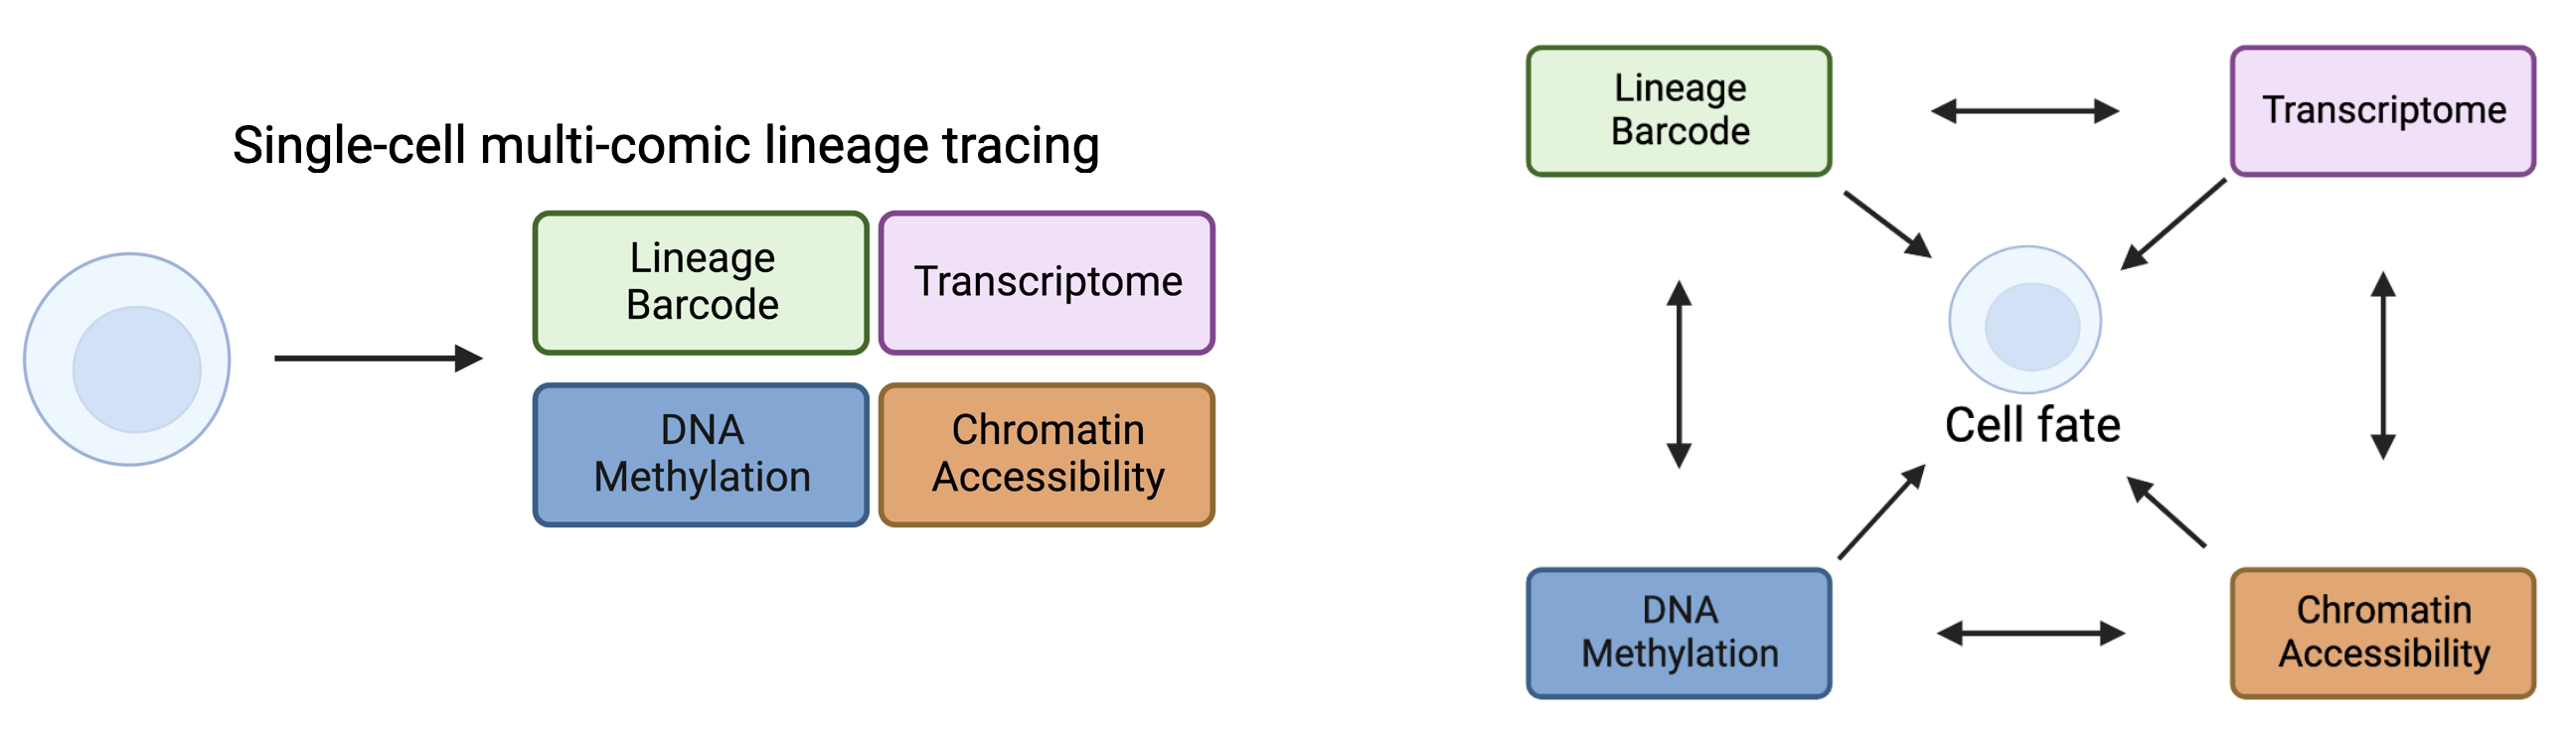 Single-cell multi-comic lineage tracing
Lineage
Barcode
Transcriptome
DNA
Methylation
Chromatin
Accessibility
Lineage
Barcode
Transcriptome
Cell fate
DNA
Methylation
Chromatin
Accessibility